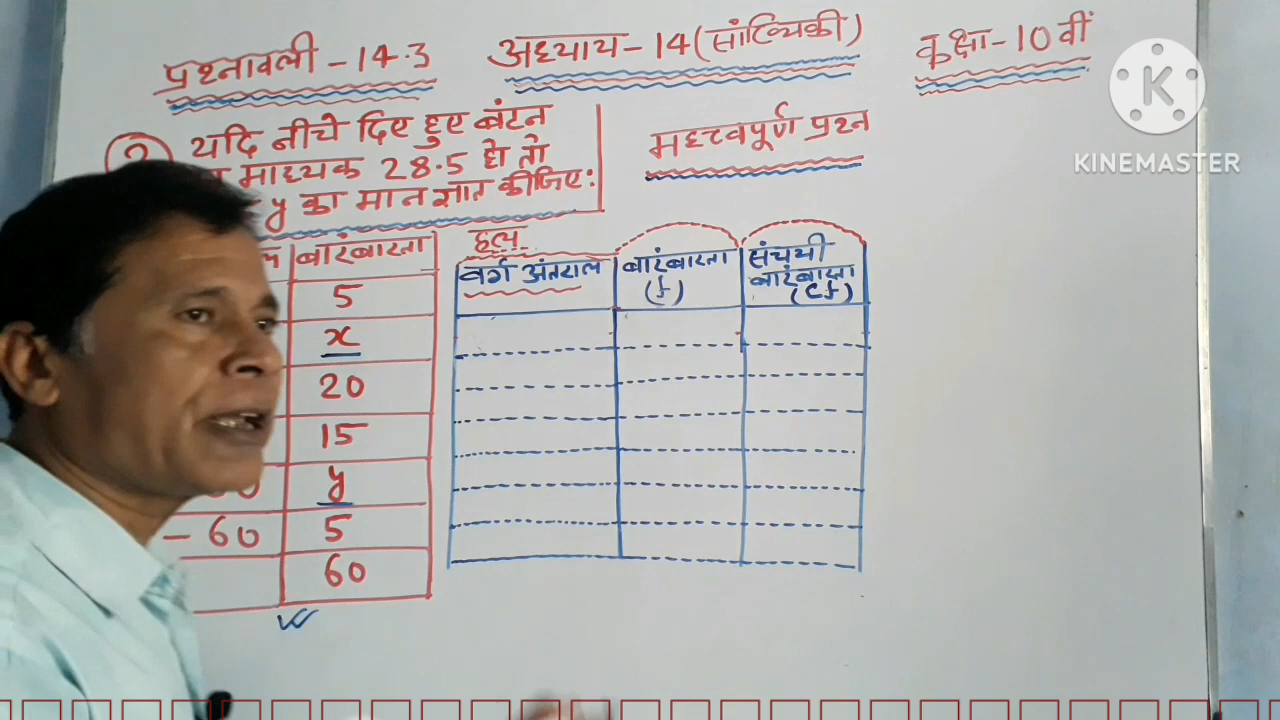 प्रश्नावली - 14.3
अध्याय - 14 (सांख्यिकी)
कक्षा - 10 वीं
K
KINEMASTER
यदि नीचे दिए हुए बंटन
माध्यक 28.5 हो तो
y का मान ज्ञात कीजिए:
महत्त्वपूर्ण प्रश्न
बारंबारता
5
x
20
15
y
- 60 5
60
हल
वर्ग अंतराल
बारंबारता
(f)
संचयी
बारंबारता
(cf)